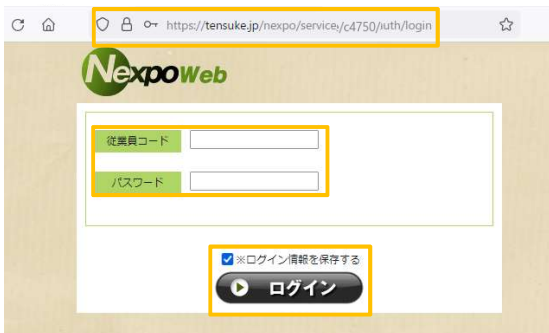 https://tensuke.jp/nexpo/service/c4750/auth/login
NexpoWeb
従業員コード
パスワード
※ログイン情報を保存する
ログイン